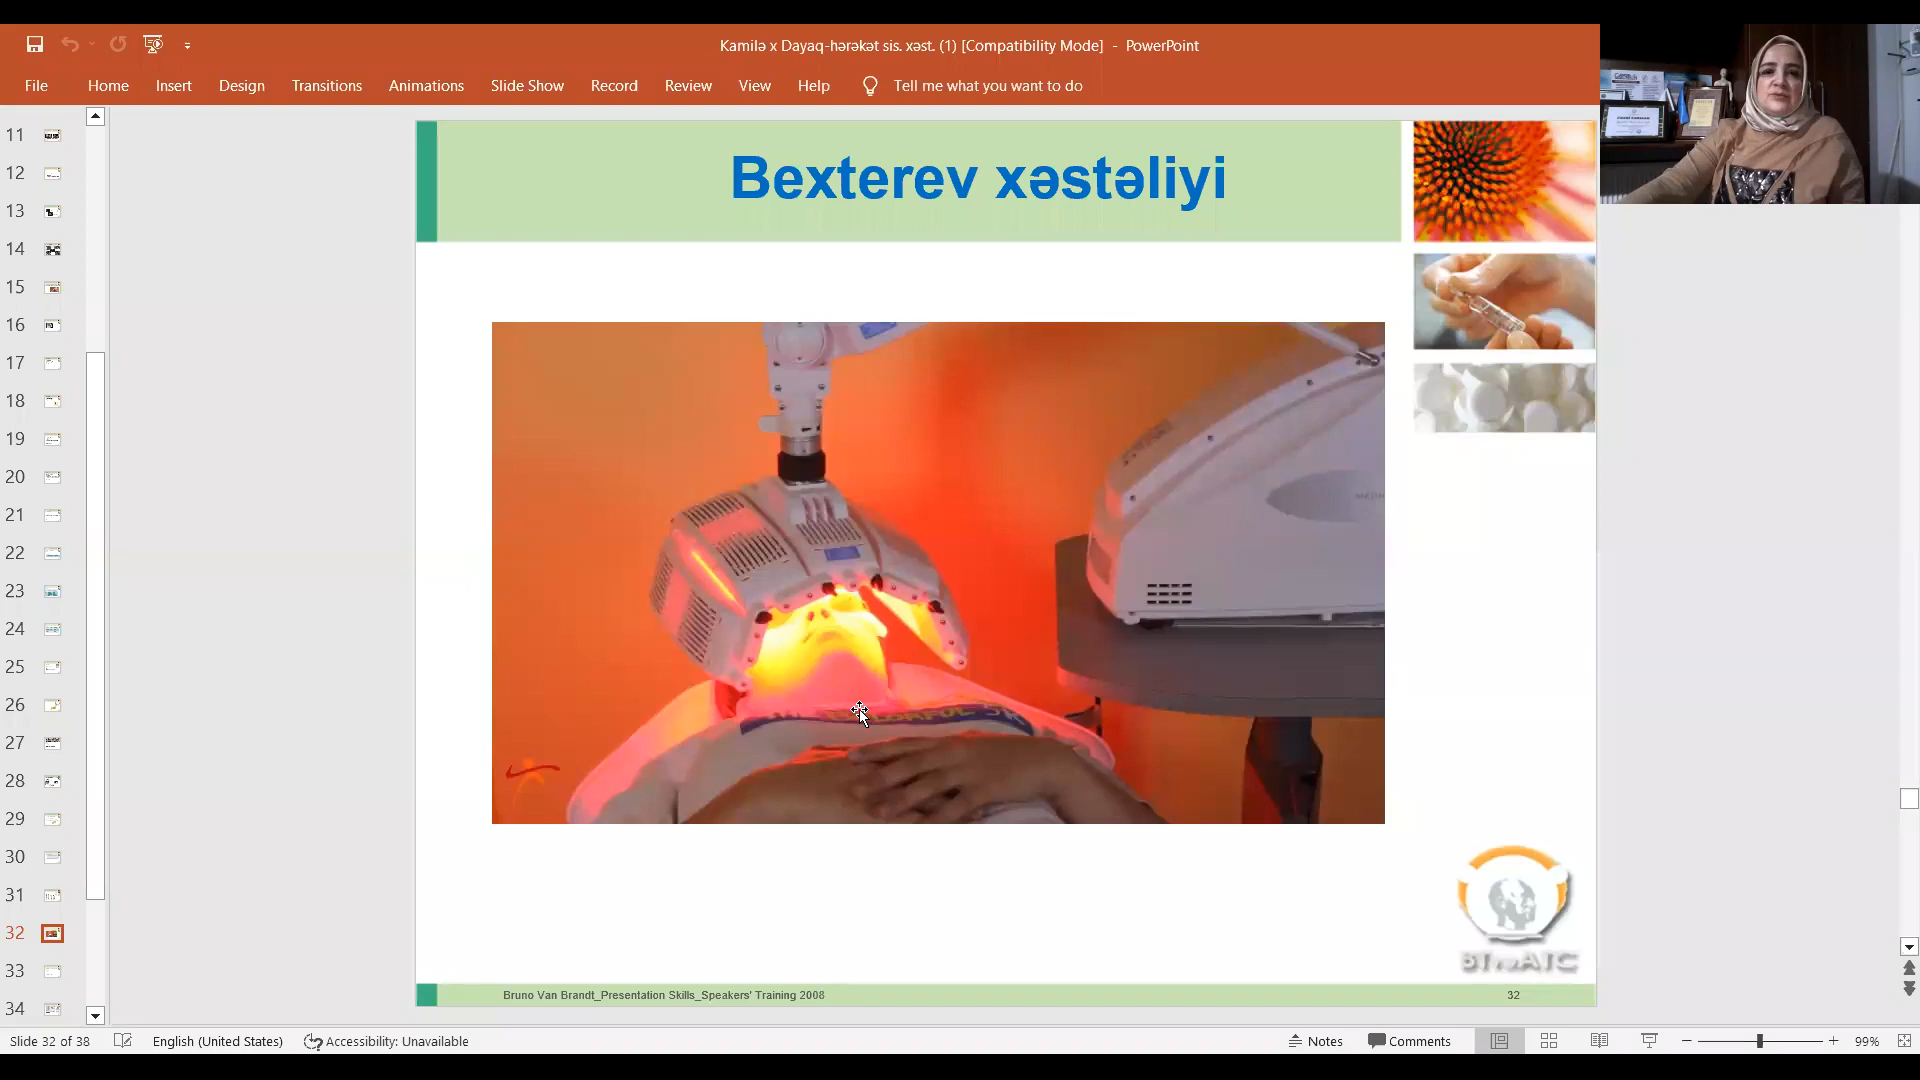 Kamilə x Dayaq-hərəkət sis. xəst. (1) [Compatibility Mode] - PowerPoint
File Home Insert Design Transitions Animations Slide Show Record Review View Help Tell me what you want to do
Bexterev xəstəliyi
11
12
13
14
15
16
17
18
19
20
21
22
23
24
25
26
27
28
29
30
31
32
33
34
Bruno Van Brandt_Presentation Skills_Speakers' Training 2008
32
Slide 32 of 38
English (United States)
Accessibility: Unavailable
Notes
Comments
99%